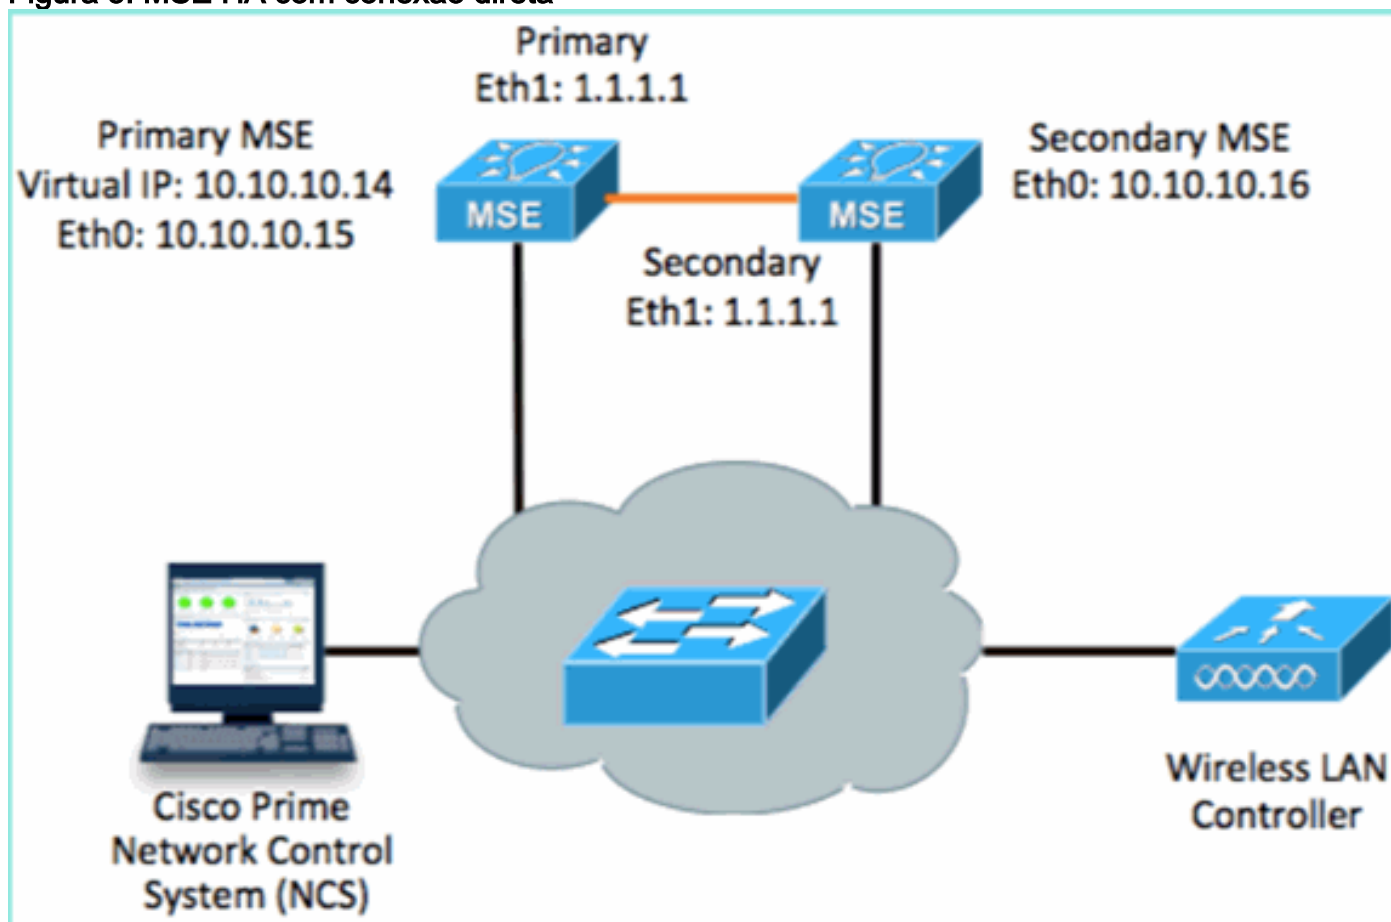 Primary
Eth1: 1.1.1.1
Primary MSE
Virtual IP: 10.10.10.14
Eth0: 10.10.10.15
Secondary MSE
Eth0: 10.10.10.16
MSE
MSE
Secondary
Eth1: 1.1.1.1
Cisco Prime
Network Control
System (NCS)
Wireless LAN
Controller